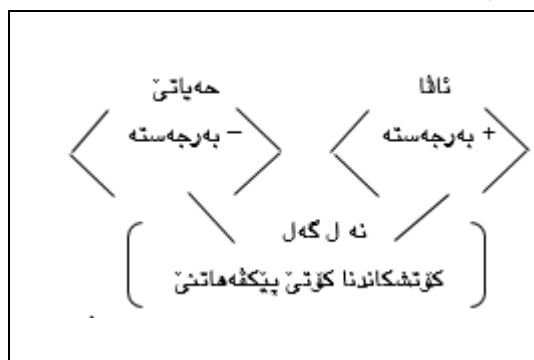 ئاڤا حەیاتێ
+ بەرجەستە – بەرجەستە
نە ل گەل
کۆتشکاندنا کۆتێ پێکڤەهاتنێ